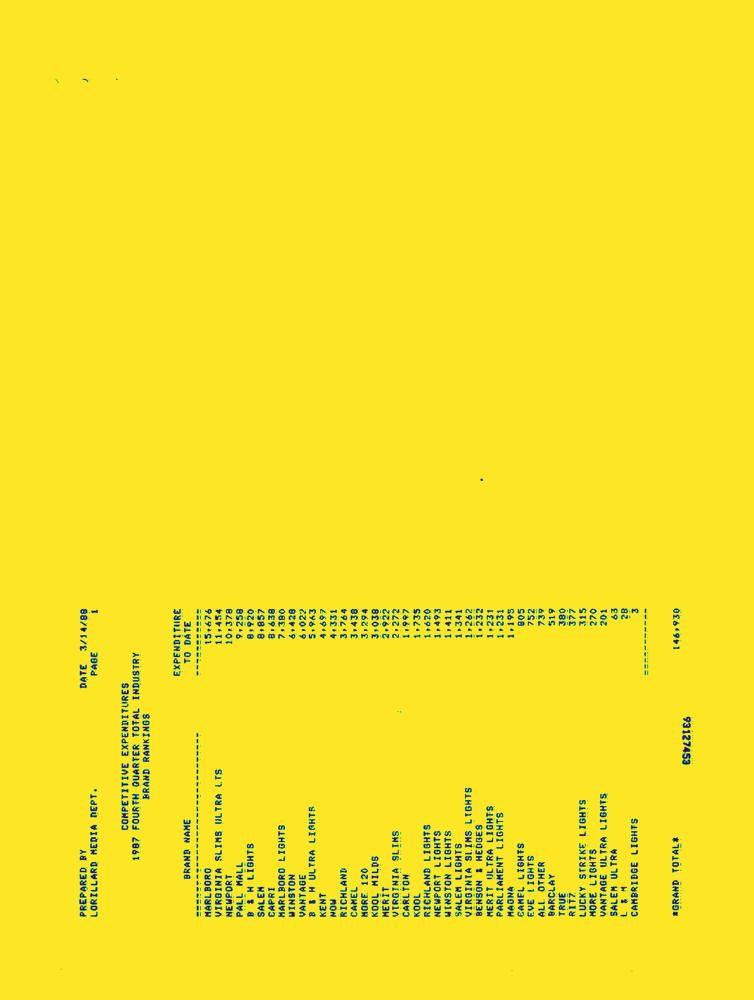 PREPARED BY DATE 3/14/88
LORILLARD MEDIA DEPT. PAGE 1
COMPETITIVE EXPENDITURES
1987 FOURTH QUARTER TOTAL INDUSTRY
BRAND RANKINGS
EXPENDITURE
BRAND NAME TO DATE
MARLBORO 15,676
VIRGINIA SLIMS ULTRA LTS 11,454
NEWPORT 10,378
PALL MALL 9,258
B & H LIGHTS 8,920
SALEM 8,857
CAPRI 8,638
MARLBORO LIGHTS 7,380
WINSTON 6,428
VANTAGE 6,022
B & H ULTRA LIGHTS 5,963
KENT 4,697
NOW 4,331
RICHLAND 3,764
CAMEL 3,438
MORE 120 3,294
KOOL MILDS 3,038
MERIT 2,922
VIRGINIA SLIMS 2,272
CARLTON 1,997
KOOL 1,735
RICHLAND LIGHTS 1,620
NEWPORT LIGHTS 1,493
WINSTON LIGHTS 1,411
SALEM LIGHTS 1,341
VIRGINIA SLIMS LIGHTS 1,262
BENSON & HEDGES 1,232
MERIT ULTRA LIGHTS 1,231
PARLIAMENT LIGHTS 1,231
MAGNA 1,195
CAMEL LIGHTS 805
EVE LIGHTS 752
ALL OTHER 739
BARCLAY 519
TRUE 380
RITZ 377
LUCKY STRIKE LIGHTS 315
MORE LIGHTS 270
VANTAGE ULTRA LIGHTS 201
SALEM ULTRA 63
L & M 28
CAMBRIDGE LIGHTS 3
*GRAND TOTAL* 146,930
93127453